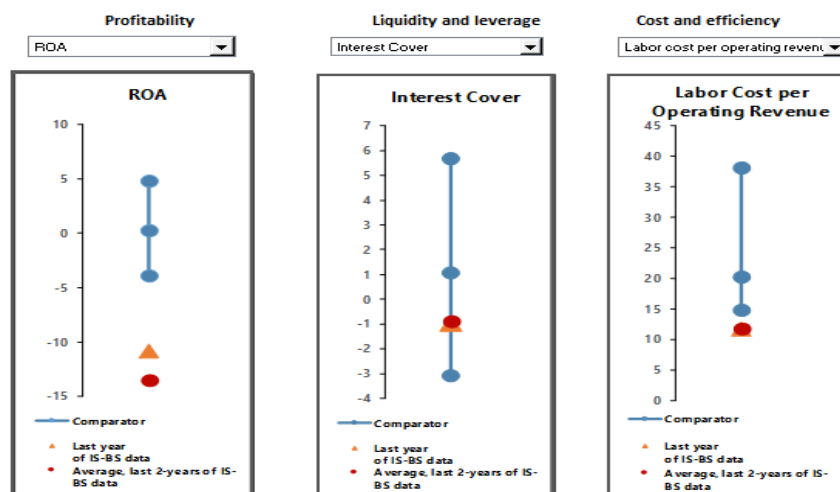 Profitability
Liquidity and leverage
Cost and efficiency
ROA
Interest Cover
Labor cost per operating revenu
ROA
10
5
0
-5
-10
-15
Comparator
Last year
of IS-BS data
Average, last 2-years of IS-
BS data
Interest Cover
7
6
5
4
3
2
1
0
-1
-2
-3
-4
Comparator
Last year
of IS-BS data
Average, last 2-years of IS-
BS data
Labor Cost per
Operating Revenue
45
40
35
30
25
20
15
10
5
0
Comparator
Last year
of IS-BS data
Average, last 2-years of IS-
BS data